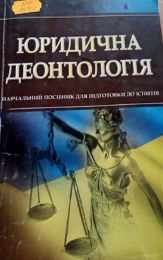 ЮРИДИЧНА
ДЕОНТОЛОГІЯ
НАВЧАЛЬНИЙ ПОСІБНИК ДЛЯ ПІДГОТОВКИ ДО ІСПИТІВ